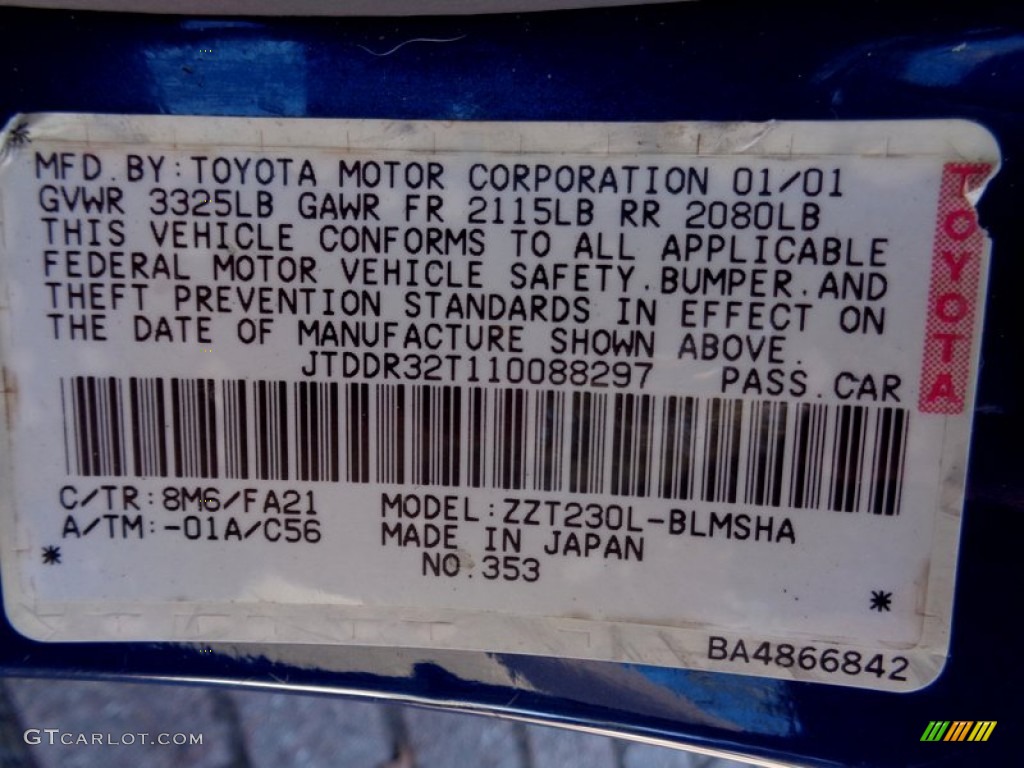 MFD. BY: TOYOTA MOTOR CORPORATION 01/01
GVWR 3325LB GAWR FR 2115LB RR 2080LB
THIS VEHICLE CONFORMS TO ALL APPLICABLE
FEDERAL MOTOR VEHICLE SAFETY. BUMPER. AND
THEFT PREVENTION STANDARDS IN EFFECT ON
THE DATE OF MANUFACTURE SHOWN ABOVE.
JTDDR32T110088297 PASS. CAR
TOYOTA
C/TR: 8M6/FA21 MODEL: ZZT230L-BLMSHA
A/TM: -01A/C56 MADE IN JAPAN
NO. 353
BA4866842
GTCARLOT.COM